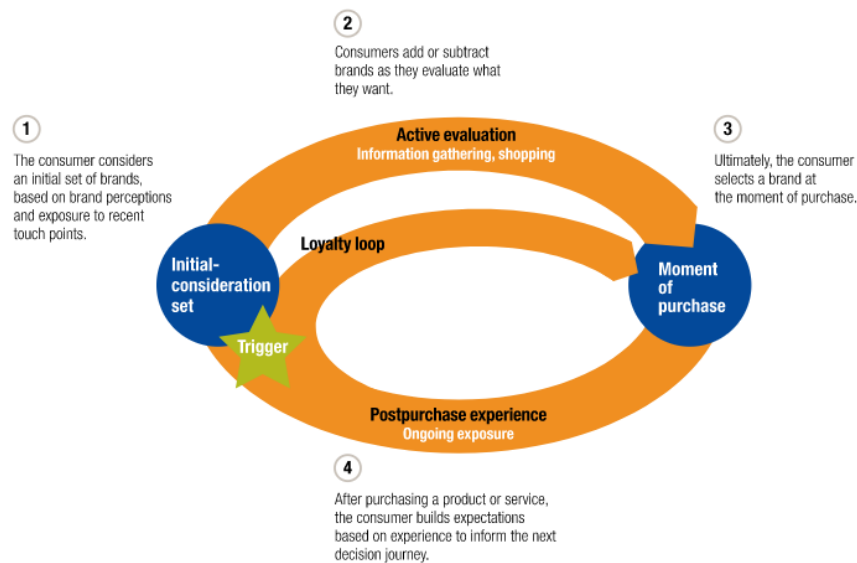 1
The consumer considers
an initial set of brands,
based on brand perceptions
and exposure to recent
touch points.
2
Consumers add or subtract
brands as they evaluate what
they want.
Active evaluation
Information gathering, shopping
3
Ultimately, the consumer
selects a brand at
the moment of purchase.
Loyalty loop
Initial-
consideration
set
Trigger
Moment
of
purchase
Postpurchase experience
Ongoing exposure
4
After purchasing a product or service,
the consumer builds expectations
based on experience to inform the next
decision journey.